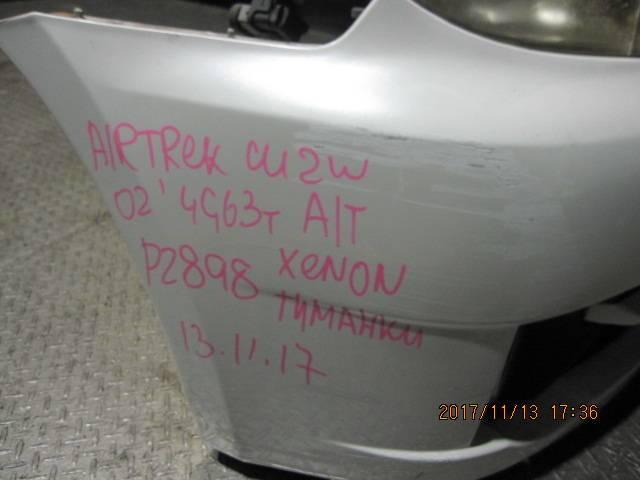 AIRTREK CU2W
02' 4G63T A/T
P2898 XENON
ТУМАНКИ
13.11.17
2017/11/13 17:36